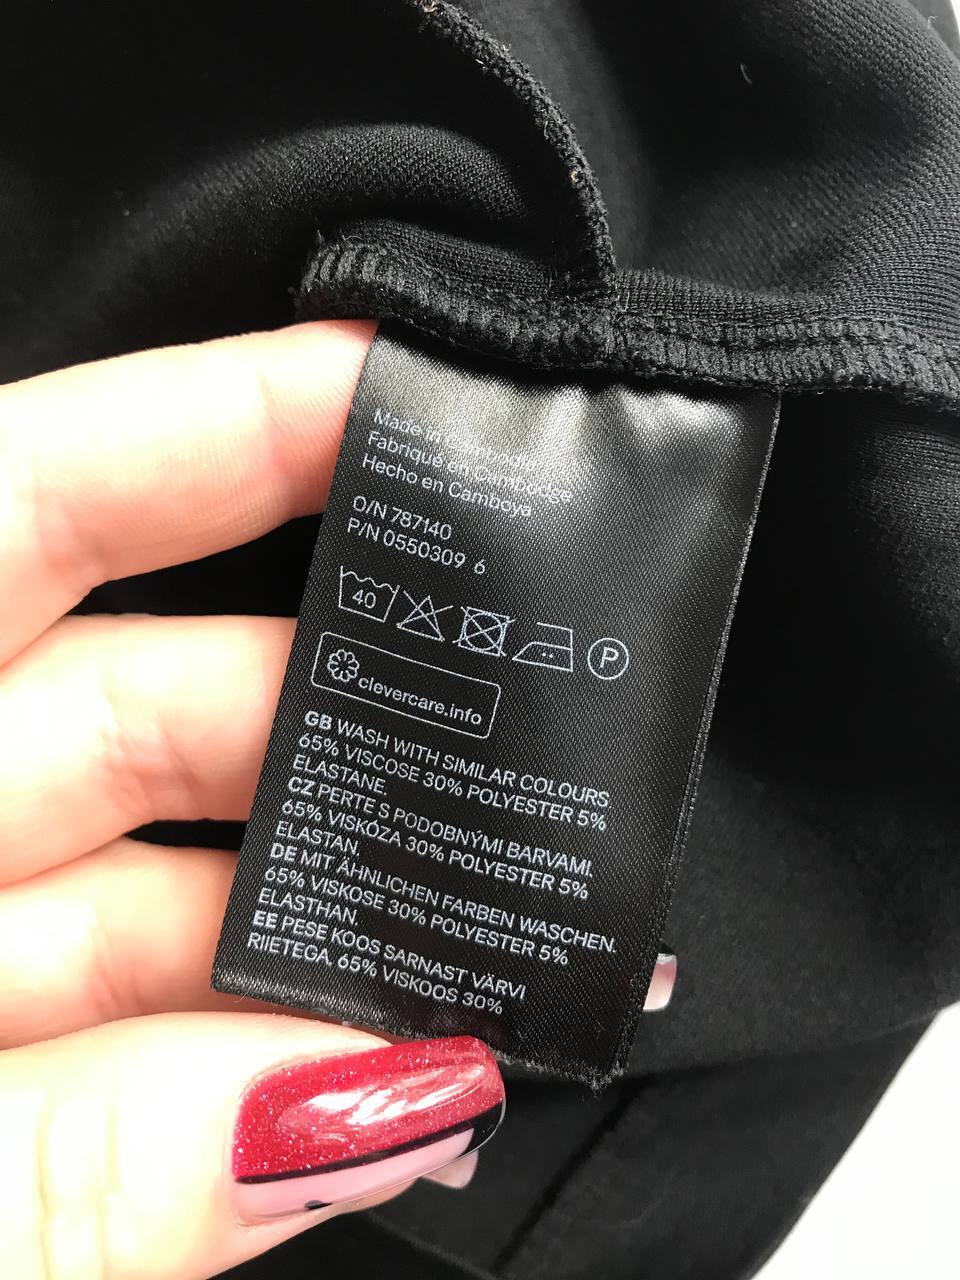 Made in Cambodia
Fabriqué en Cambodge
Hecho en Camboya
O/N 787140
P/N 0550309 6
40
P
clevercare.info
GB WASH WITH SIMILAR COLOURS
65% VISCOSE 30% POLYESTER 5%
ELASTANE.
CZ PERTE S PODOBNÝMI BARVAMI.
65% VISKÓZA 30% POLYESTER 5%
ELASTAN.
DE MIT ÄHNLICHEN FARBEN WASCHEN.
65% VISKOSE 30% POLYESTER 5%
ELASTHAN.
EE PESE KOOS SARNAST VÄRVI
RIIETEGA. 65% VISKOOS 30%